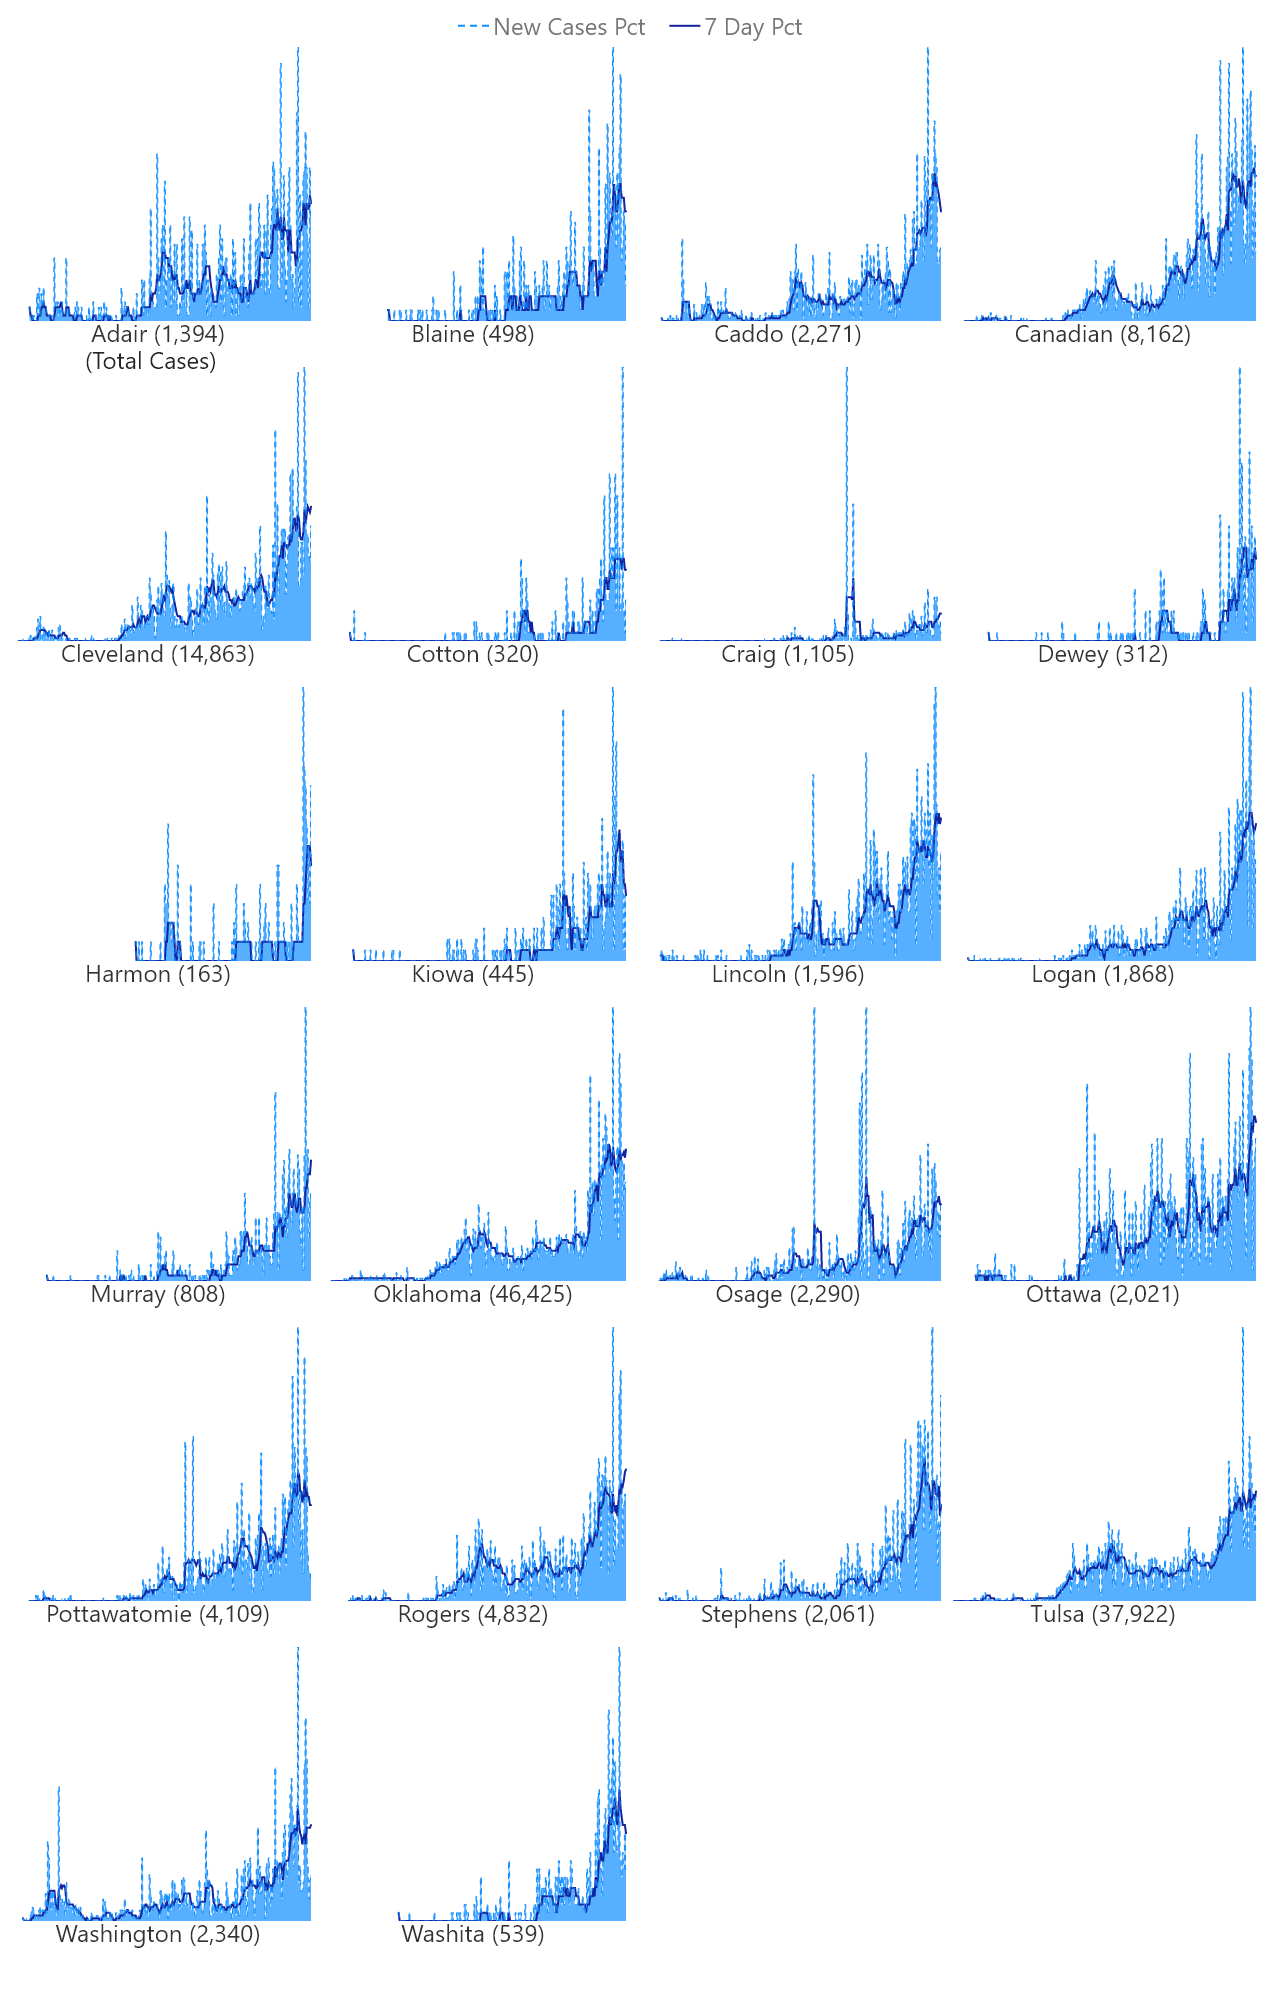 New Cases Pct 7 Day Pct
Adair (1,394) Blaine (498) Caddo (2,271) Canadian (8,162)
(Total Cases)
Cleveland (14,863) Cotton (320) Craig (1,105) Dewey (312)
Harmon (163) Kiowa (445) Lincoln (1,596) Logan (1,868)
Murray (808) Oklahoma (46,425) Osage (2,290) Ottawa (2,021)
Pottawatomie (4,109) Rogers (4,832) Stephens (2,061) Tulsa (37,922)
Washington (2,340) Washita (539)